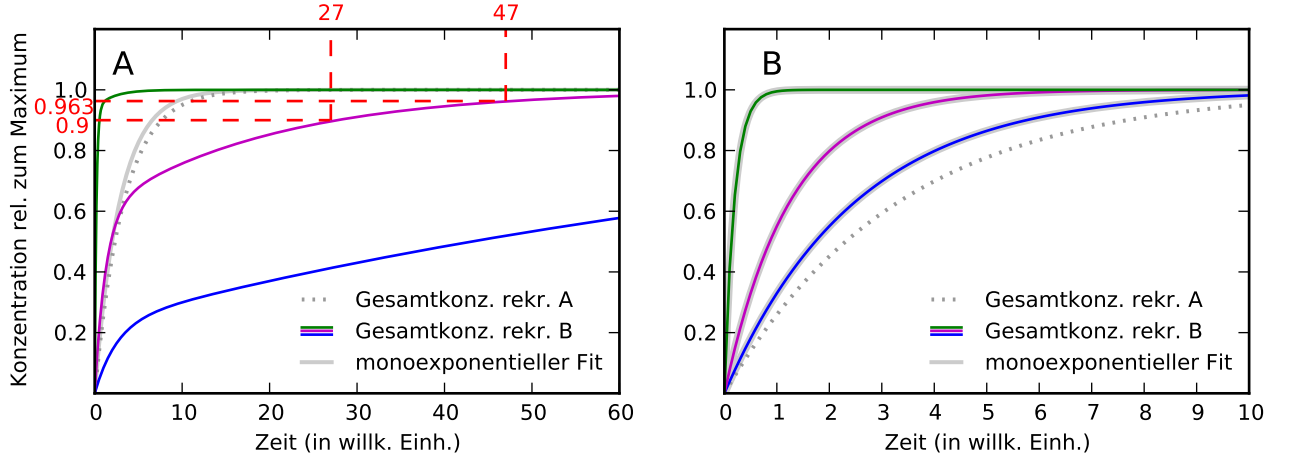 27 47
Konzentration rel. zum Maximum
A
1.0
0.963
0.9
0.8
0.6
0.4
0.2
Gesamtkonz. rekr. A
Gesamtkonz. rekr. B
monoexponentieller Fit
0 10 20 30 40 50 60
Zeit (in willk. Einh.)
B
1.0
0.8
0.6
0.4
0.2
Gesamtkonz. rekr. A
Gesamtkonz. rekr. B
monoexponentieller Fit
0 1 2 3 4 5 6 7 8 9 10
Zeit (in willk. Einh.)